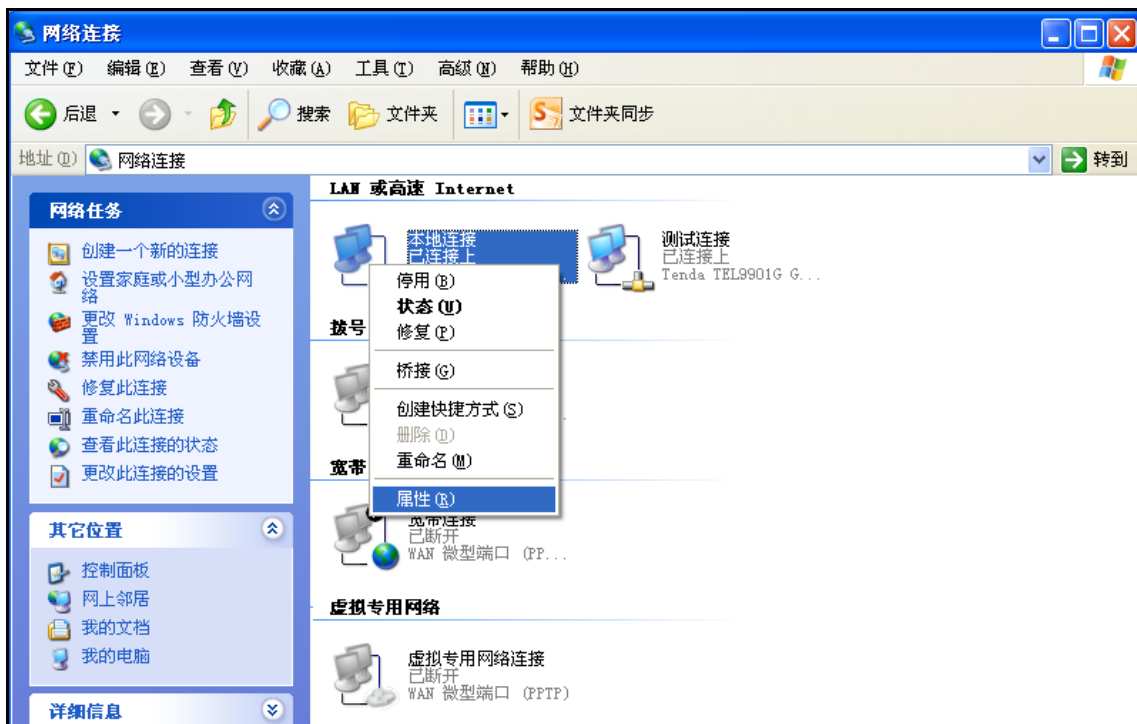 网络连接
文件(F) 编辑(E) 查看(V) 收藏(A) 工具(T) 高级(N) 帮助(H)
后退 搜索 文件夹 文件夹同步
地址(D) 网络连接 转到
网络任务
创建一个新的连接
设置家庭或小型办公网
络
更改 Windows 防火墙设
置
禁用此网络设备
修复此连接
重命名此连接
查看此连接的状态
更改此连接的设置
其它位置
控制面板
网上邻居
我的文档
我的电脑
详细信息
LAN 或高速 Internet
本地连接
已连接上
测试连接
已连接上
Tenda TEL9901G G...
停用(B)
状态(U)
修复(P)
桥接(G)
创建快捷方式(S)
删除(D)
重命名(M)
属性(R)
拨号
宽带
宽带连接
已断开
WAN 微型端口 (PP...
虚拟专用网络
虚拟专用网络连接
已断开
WAN 微型端口 (PPTP)